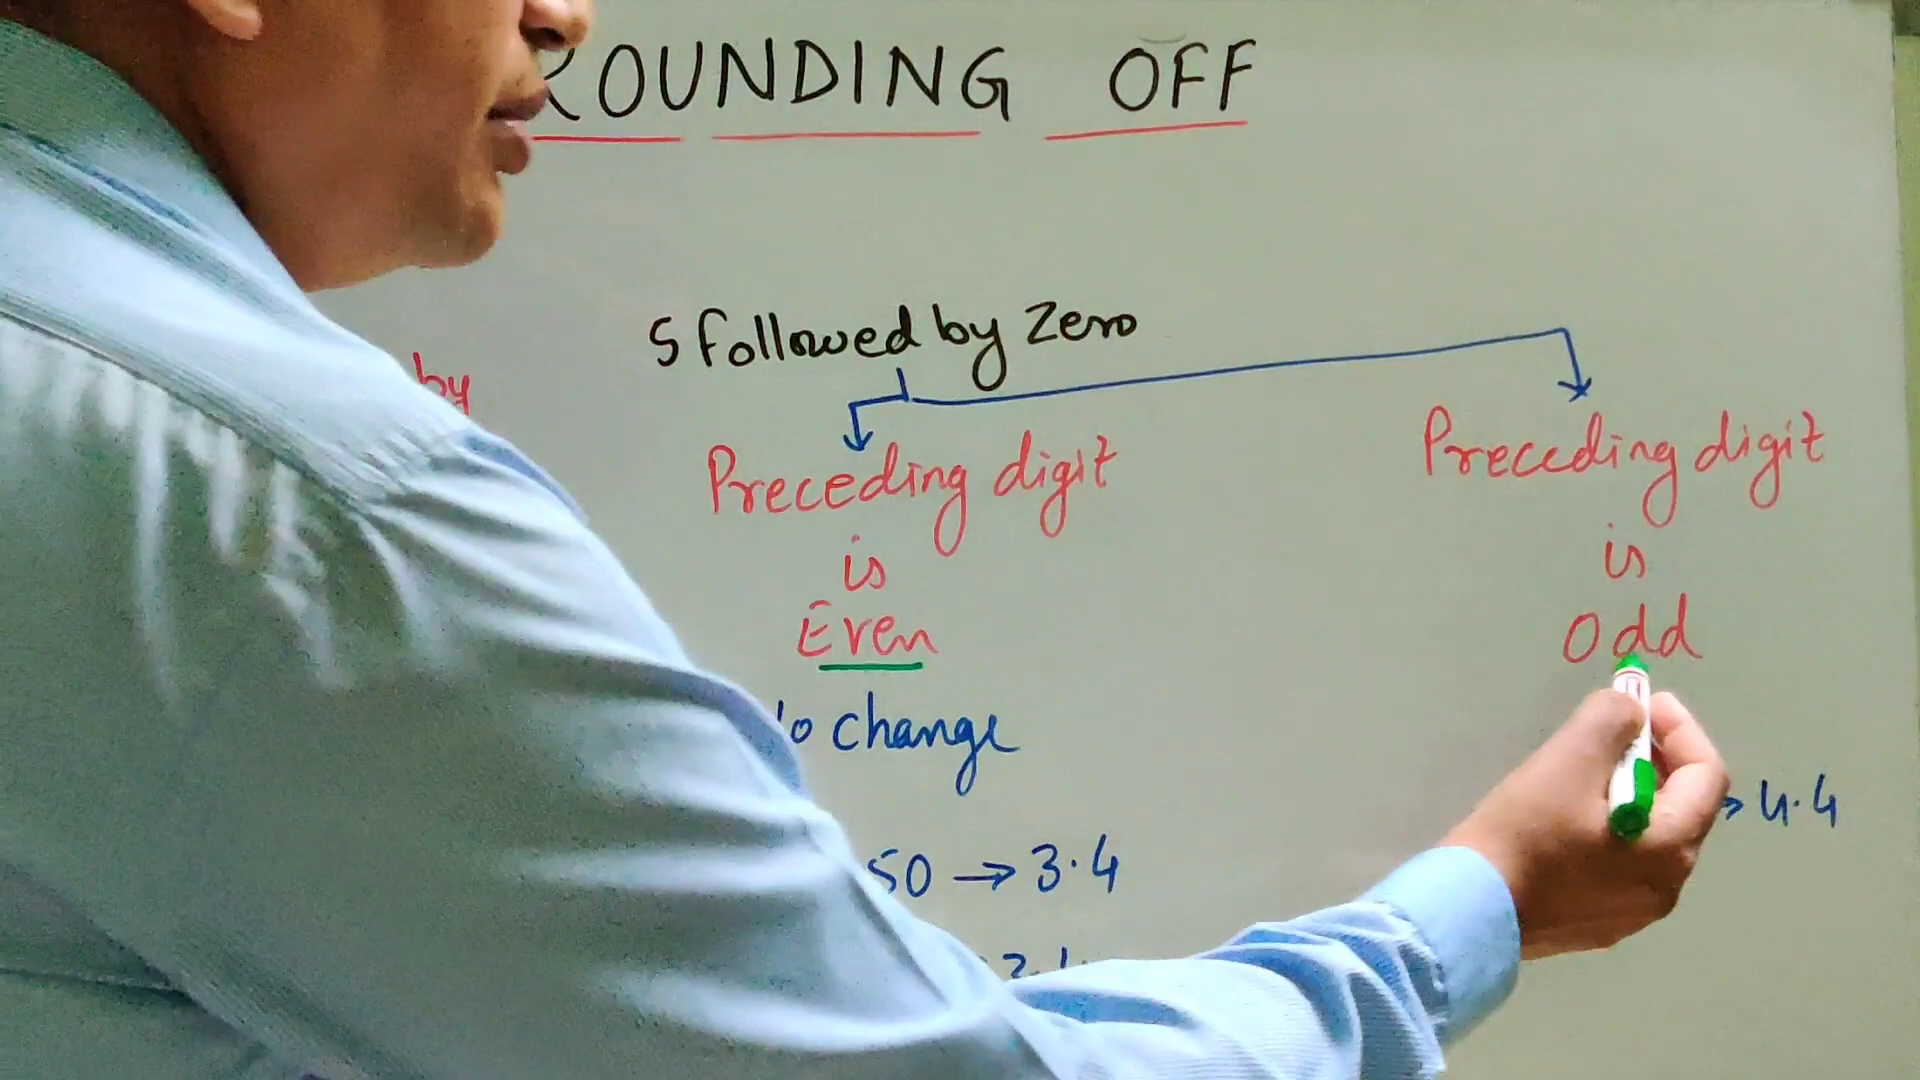 ROUNDING OFF
by
5 followed by Zero
Preceding digit
is
Even
Preceding digit
is
Odd
No change
→ 4.4
50 → 3.4